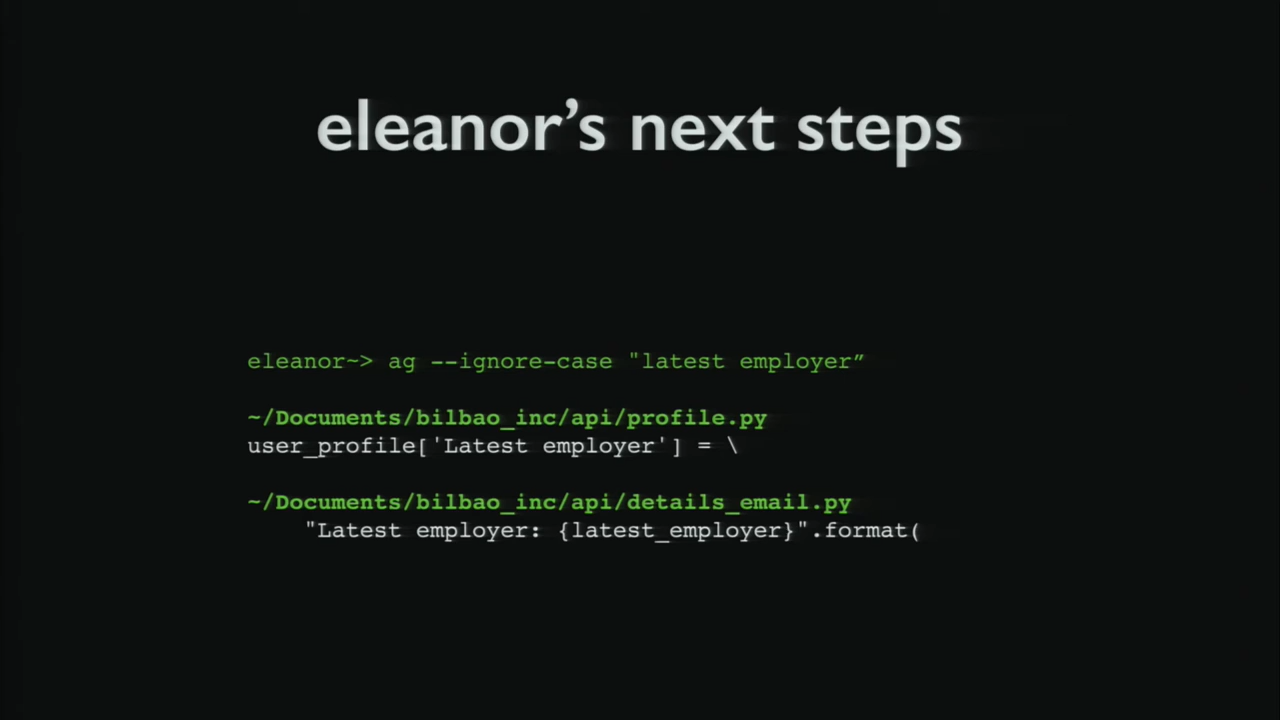 eleanor’s next steps
eleanor~> ag --ignore-case "latest employer”
~/Documents/bilbao_inc/api/profile.py
user_profile['Latest employer'] = \
~/Documents/bilbao_inc/api/details_email.py
"Latest employer: {latest_employer}".format(